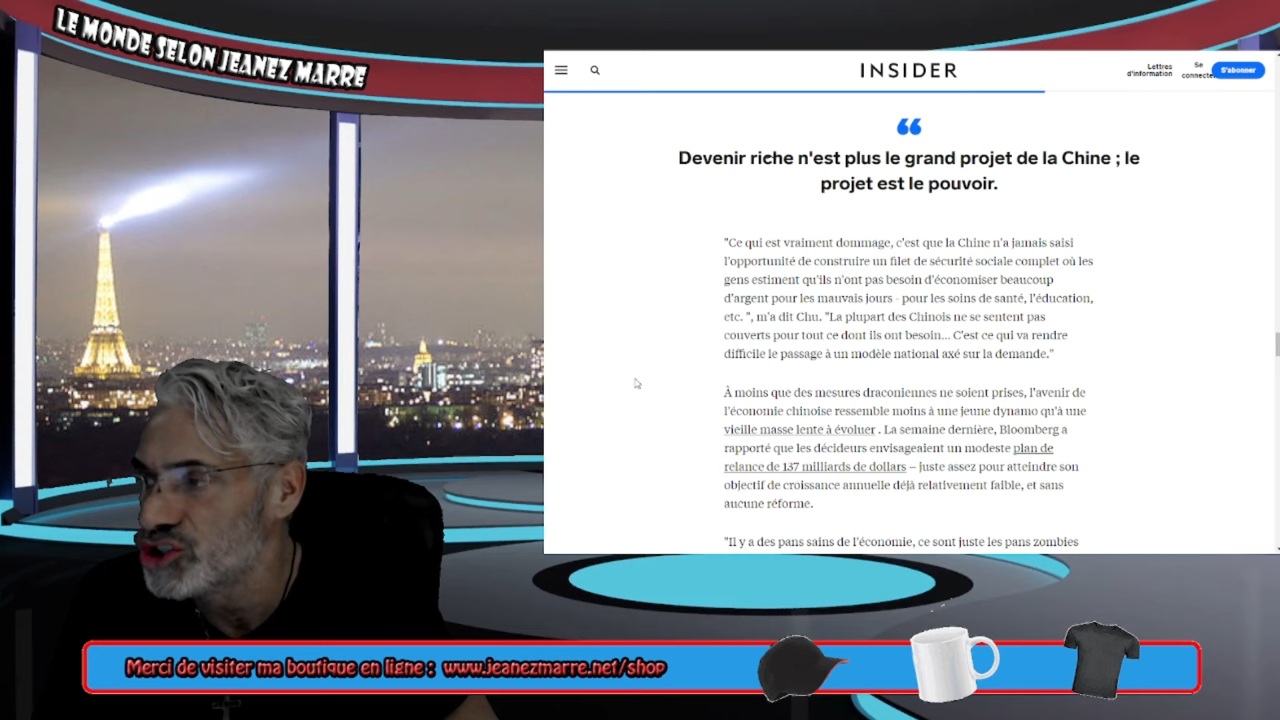 LE MONDE SELON JEANEZ MARRE
INSIDER
Lettres
d'information
Se
connecter
S'abonner
“
Devenir riche n'est plus le grand projet de la Chine ; le
projet est le pouvoir.
"Ce qui est vraiment dommage, c'est que la Chine n'a jamais saisi
l'opportunité de construire un filet de sécurité sociale complet où les
gens estiment qu'ils n'ont pas besoin d'économiser beaucoup
d'argent pour les mauvais jours - pour les soins de santé, l'éducation,
etc. ", m'a dit Chu. "La plupart des Chinois ne se sentent pas
couverts pour tout ce dont ils ont besoin... C'est ce qui va rendre
difficile le passage à un modèle national axé sur la demande."
À moins que des mesures draconiennes ne soient prises, l'avenir de
l'économie chinoise ressemble moins à une jeune dynamo qu'à une
vieille masse lente à évoluer . La semaine dernière, Bloomberg a
rapporté que les décideurs envisageaient un modeste plan de
relance de 137 milliards de dollars – juste assez pour atteindre son
objectif de croissance annuelle déjà relativement faible, et sans
aucune réforme.
"Il y a des pans sains de l'économie, ce sont juste les pans zombies
Merci de visiter ma boutique en ligne : www.jeanezmarre.net/shop